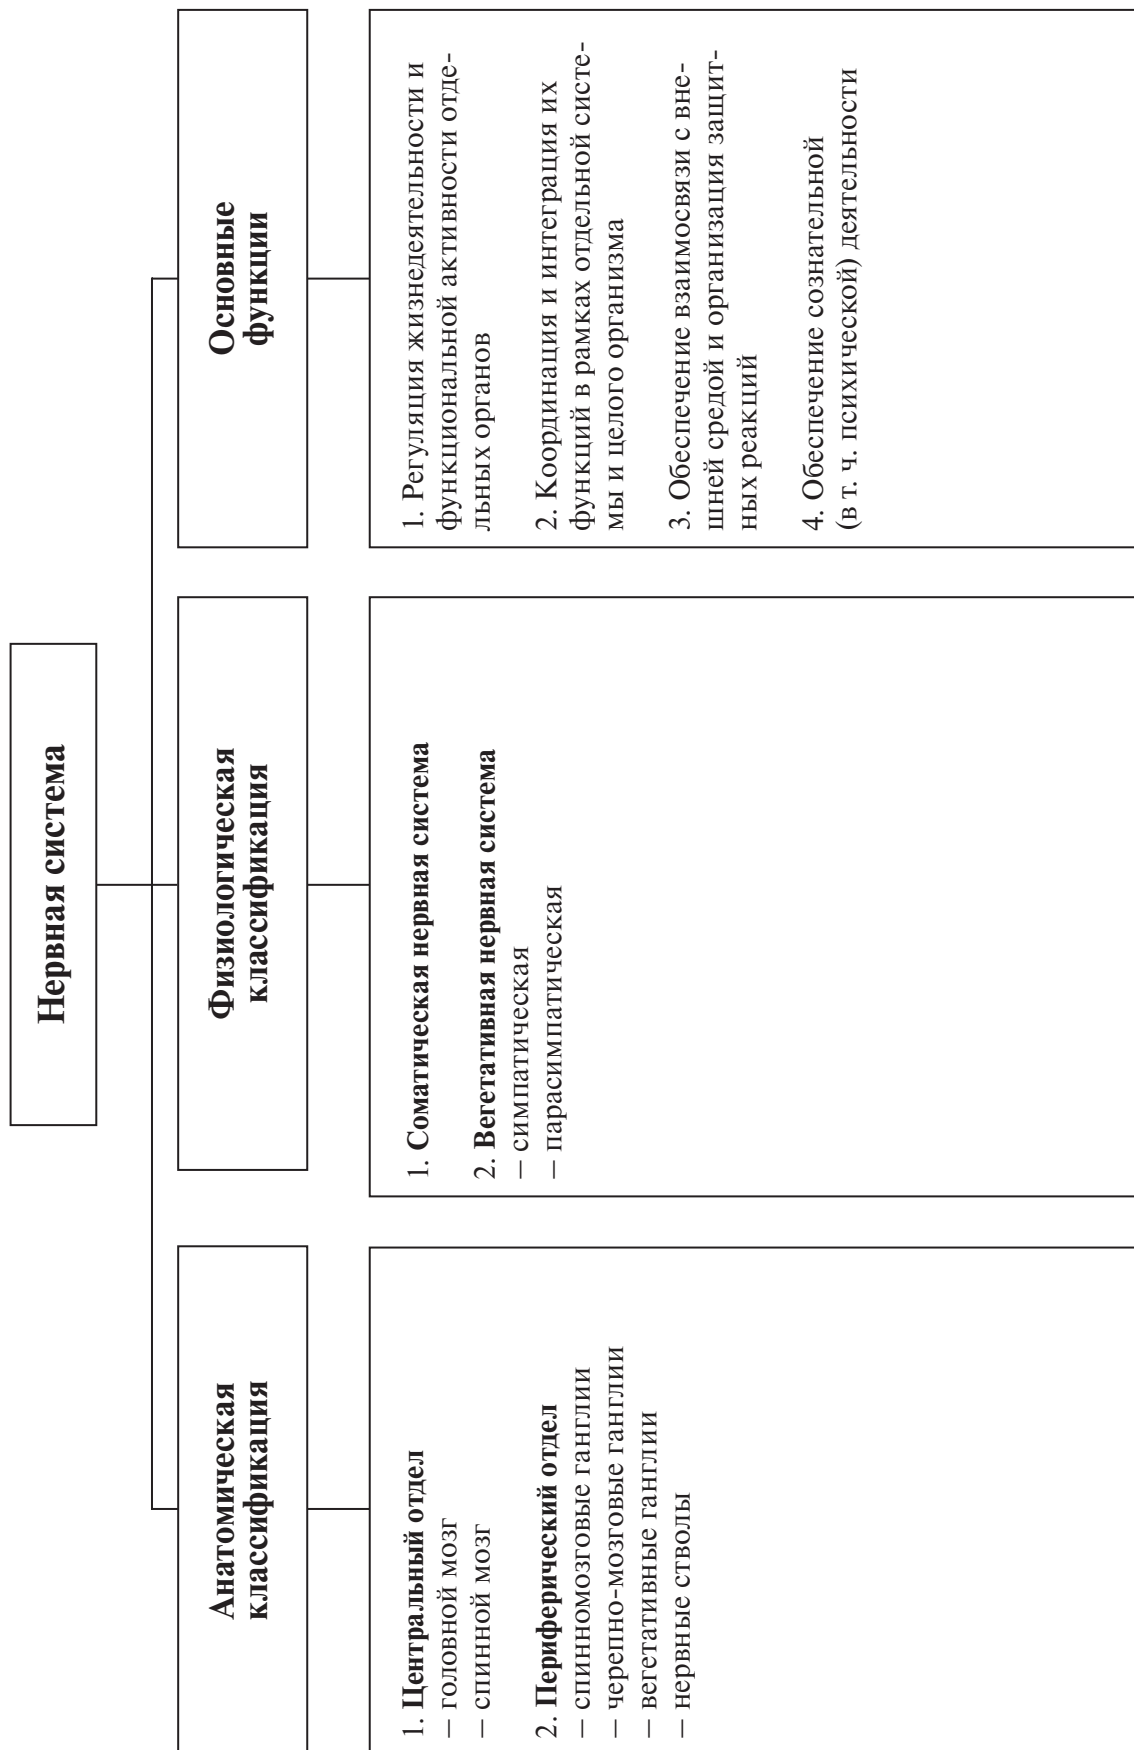 Нервная система
Анатомическая
классификация
1. Центральный отдел
– головной мозг
– спинной мозг
2. Периферический отдел
– спинномозговые ганглии
– черепно-мозговые ганглии
– вегетативные ганглии
– нервные стволы
Физиологическая
классификация
1. Соматическая нервная система
2. Вегетативная нервная система
– симпатическая
– парасимпатическая
Основные
функции
1. Регуляция жизнедеятельности и
функциональной активности отде-
льных органов
2. Координация и интеграция их
функций в рамках отдельной систе-
мы и целого организма
3. Обеспечение взаимосвязи с вне-
шней средой и организация защит-
ных реакций
4. Обеспечение сознательной
(в т. ч. психической) деятельности